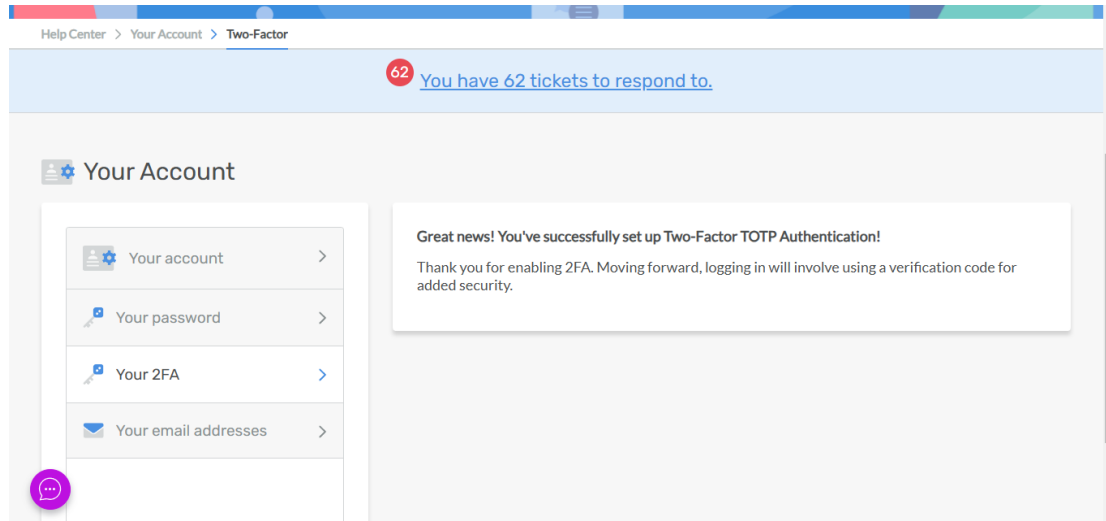 Help Center > Your Account > Two-Factor
62 You have 62 tickets to respond to.
Your Account
Your account
Your password
Your 2FA
Your email addresses
Great news! You've successfully set up Two-Factor TOTP Authentication!
Thank you for enabling 2FA. Moving forward, logging in will involve using a verification code for
added security.